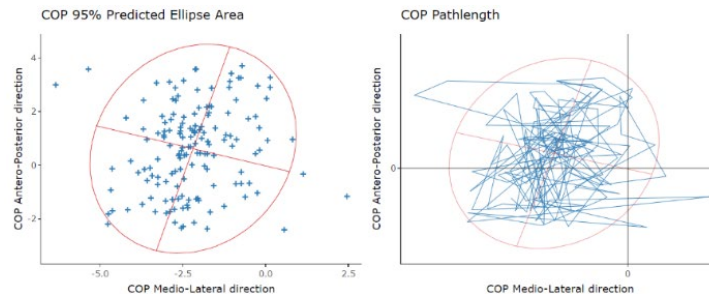 COP 95% Predicted Ellipse Area
COP Antero-Posterior direction
4
2
0
-2
-5.0
-2.5
0.0
2.5
COP Medio-Lateral direction
COP Pathlength
COP Antero-Posterior direction
0
0
COP Medio-Lateral direction